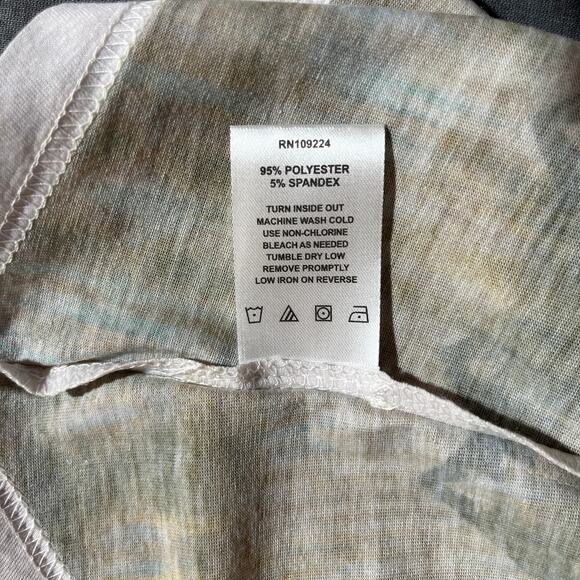 RN109224
95% POLYESTER
5% SPANDEX
TURN INSIDE OUT
MACHINE WASH COLD
USE NON-CHLORINE
BLEACH AS NEEDED
TUMBLE DRY LOW
REMOVE PROMPTLY
LOW IRON ON REVERSE